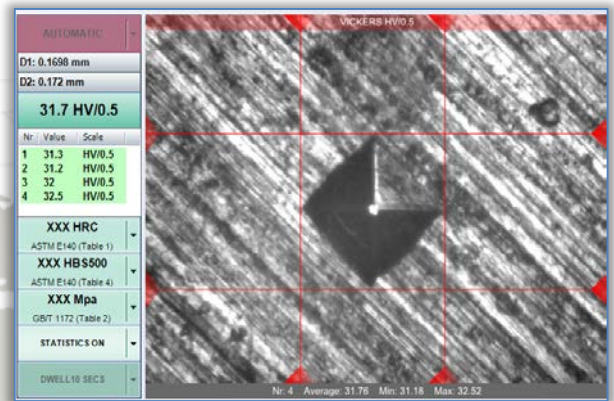 AUTOMATIC
D1: 0.1698 mm
D2: 0.172 mm
31.7 HV/0.5
Nr Value Scale
1 31.3 HV/0.5
2 31.2 HV/0.5
3 32 HV/0.5
4 32.5 HV/0.5
XXX HRC
ASTM E140 (Table 1)
XXX HBS500
ASTM E140 (Table 4)
XXX Mpa
GB/T 1172 (Table 2)
STATISTICS ON
DWELL10 SECS
VICKERS HV/0.5
Nr: 4 Average: 31.76 Min: 31.18 Max: 32.52